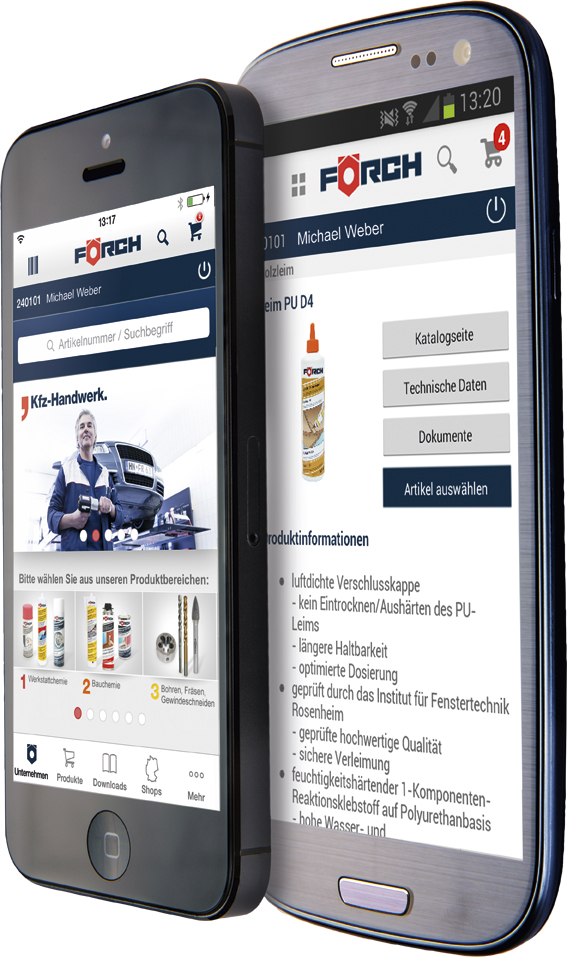 13:17
FÖRCH
1
240101 Michael Weber
Artikelnummer / Suchbegriff
Kfz-Handwerk.
Bitte wählen Sie aus unseren Produktbereichen:
1 Werkstattchemie
2 Bauchemie
3 Bohren, Fräsen,
Gewindeschneiden
Unternehmen
Produkte
Downloads
Shops
Mehr
13:20
FÖRCH
4
0101 Michael Weber
olzleim
eim PU D4
FÖRCH
Katalogseite
Technische Daten
Dokumente
Artikel auswählen
Produktinformationen
• luftdichte Verschlusskappe
- kein Eintrocknen/Aushärten des PU-
Leims
- längere Haltbarkeit
- optimierte Dosierung
• geprüft durch das Institut für Fenstertechnik
Rosenheim
- geprüfte hochwertige Qualität
- sichere Verleimung
• feuchtigkeitshärtender 1-Komponenten-
Reaktionsklebstoff auf Polyurethanbasis
- hohe Wasser- und